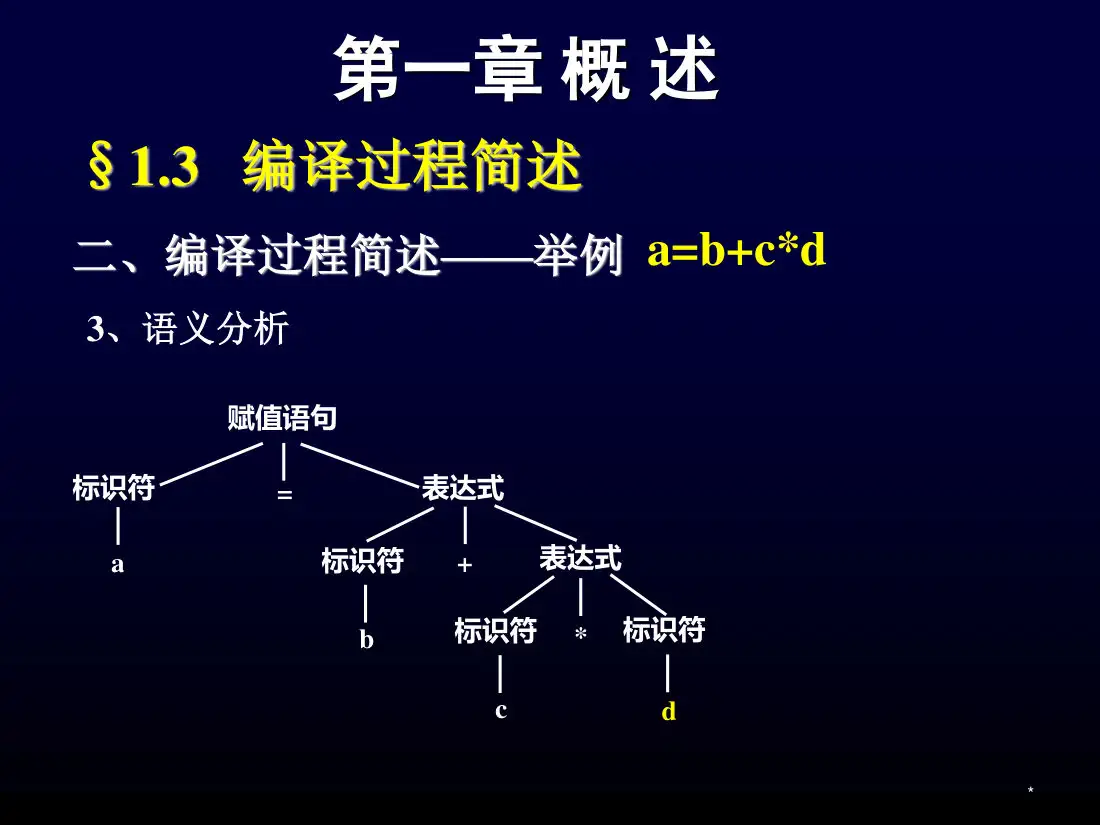 第一章 概 述
§1.3 编译过程简述
二、编译过程简述——举例 a=b+c*d
3、语义分析
赋值语句
标识符 = 表达式
a 标识符 + 表达式
b 标识符 * 标识符
c d
*